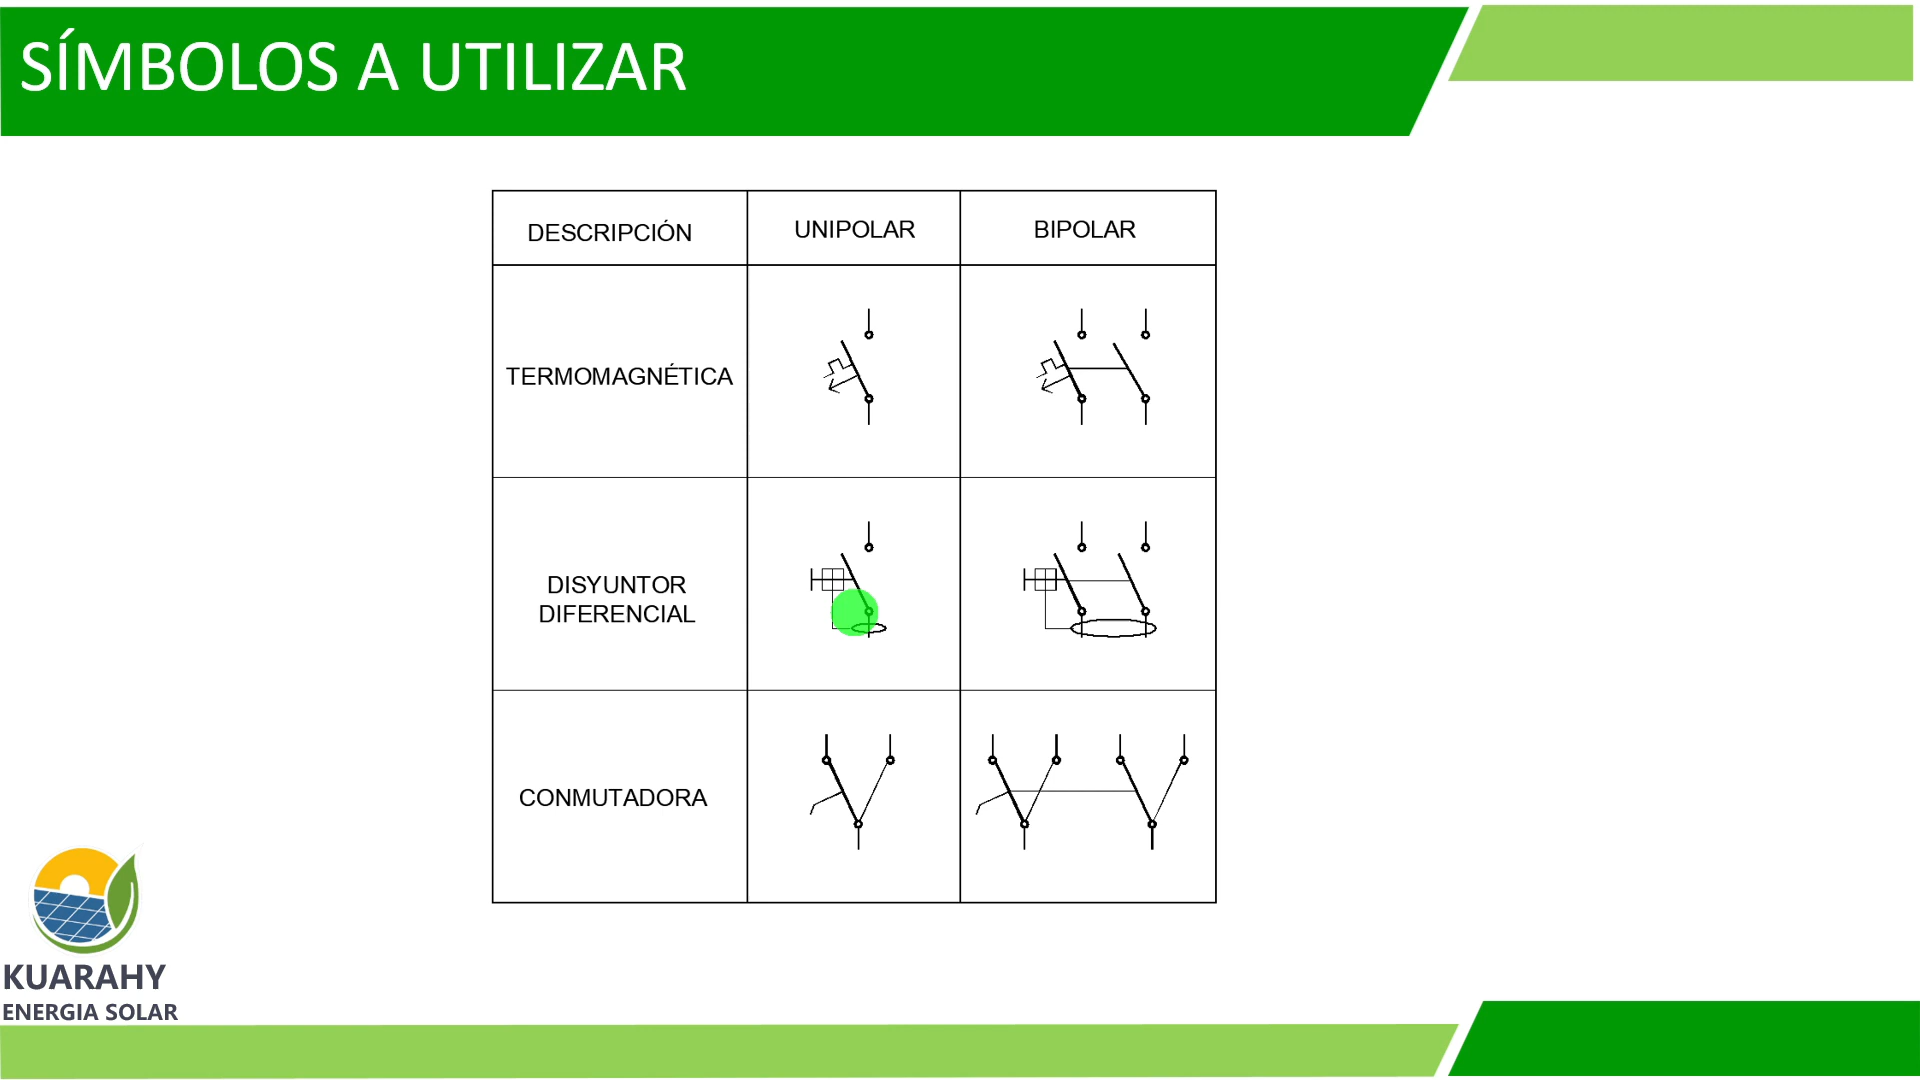 SÍMBOLOS A UTILIZAR
DESCRIPCIÓN
UNIPOLAR
BIPOLAR
TERMOMAGNÉTICA
DISYUNTOR
DIFERENCIAL
CONMUTADORA
KUARAHY
ENERGIA SOLAR